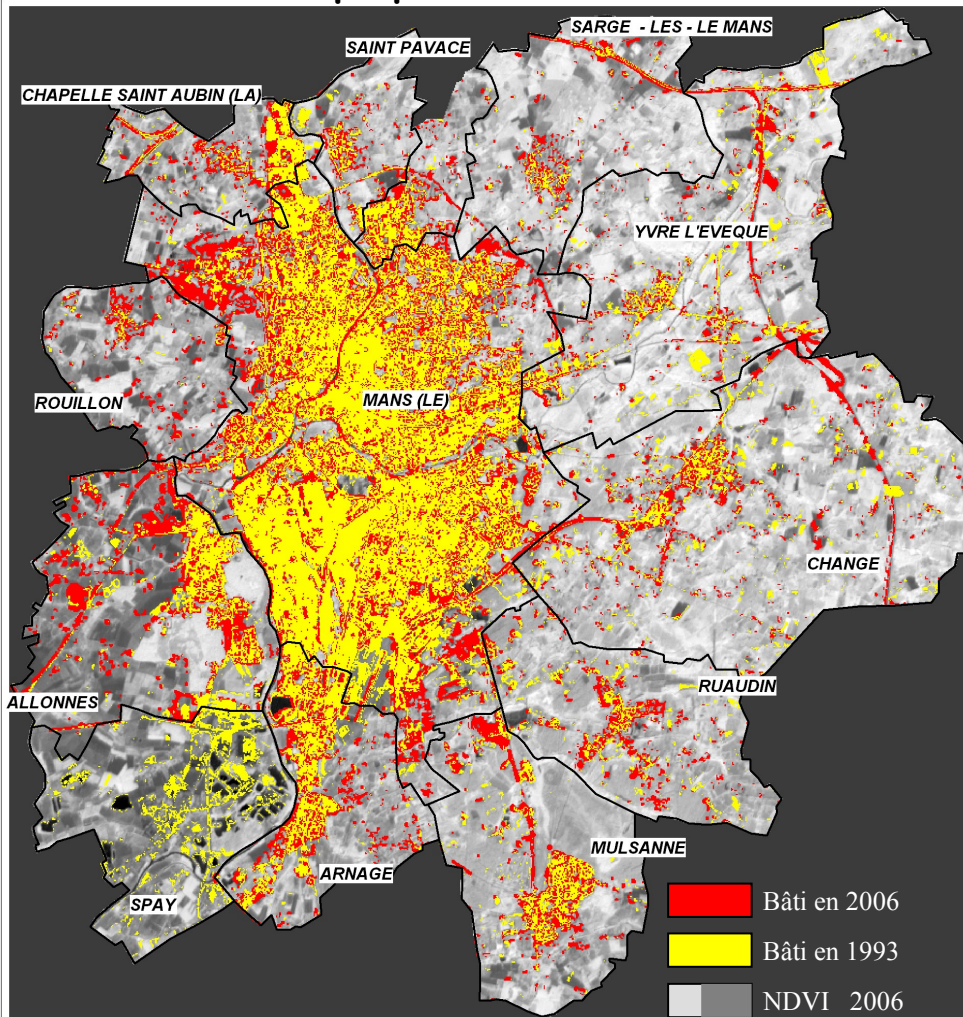 SARGE - LES - LE MANS
SAINT PAVACE
CHAPELLE SAINT AUBIN (LA)
YVRE L'EVEQUE
ROUILLON
MANS (LE)
CHANGE
RUAUDIN
ALLONNES
MULSANNE
ARNAGE
SPAY
Bâti en 2006
Bâti en 1993
NDVI 2006